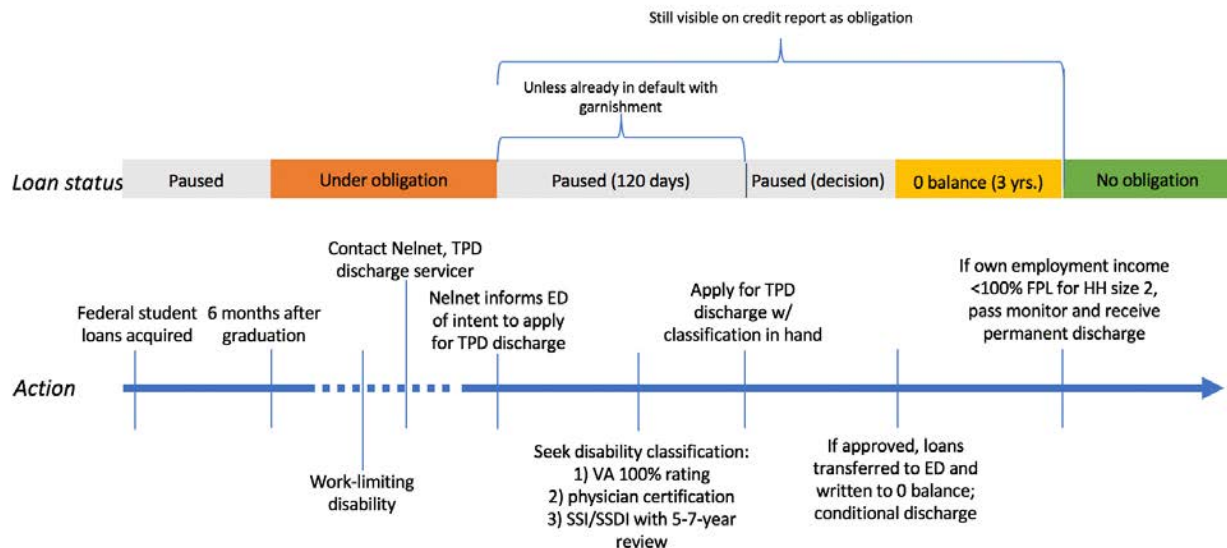 Still visible on credit report as obligation
Unless already in default with
garnishment
Loan status
Paused
Under obligation
Paused (120 days)
Paused (decision)
0 balance (3 yrs.)
No obligation
Contact Nelnet, TPD
discharge servicer
Federal student
loans acquired
6 months after
graduation
Nelnet informs ED
of intent to apply
for TPD discharge
Apply for TPD
discharge w/
classification in hand
If own employment income
<100% FPL for HH size 2,
pass monitor and receive
permanent discharge
Action
Work-limiting
disability
Seek disability classification:
1) VA 100% rating
2) physician certification
3) SSI/SSDI with 5-7-year
review
If approved, loans
transferred to ED and
written to 0 balance;
conditional discharge